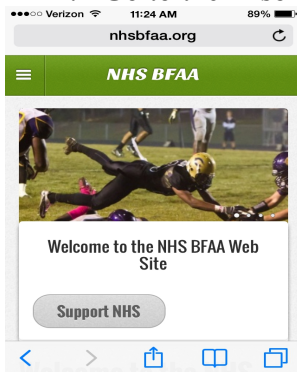 Verizon 11:24 AM 89%
nhsbfaa.org
NHS BFAA
Welcome to the NHS BFAA Web
Site
Support NHS